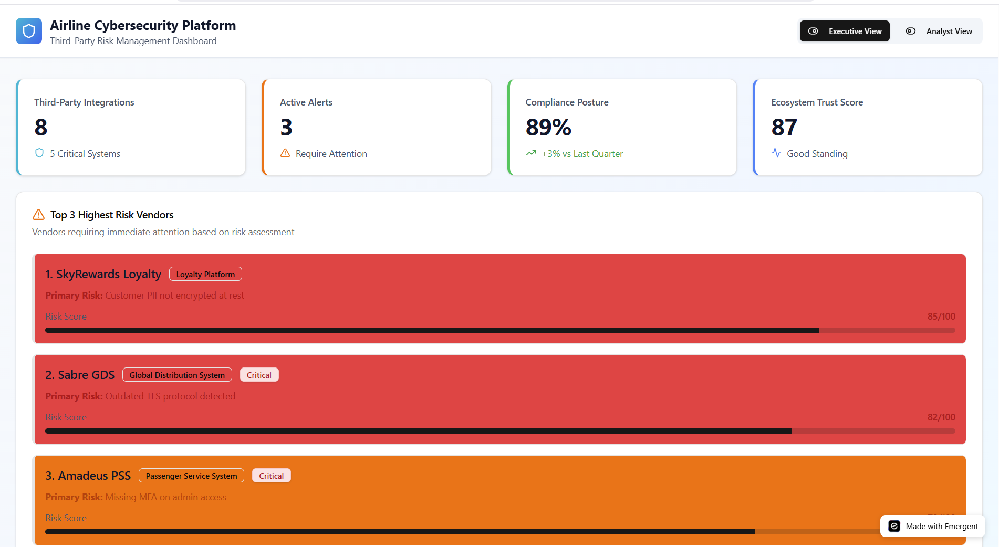 Airline Cybersecurity Platform
Third-Party Risk Management Dashboard
Executive View
Analyst View
Third-Party Integrations
8
5 Critical Systems
Active Alerts
3
Require Attention
Compliance Posture
89%
+3% vs Last Quarter
Ecosystem Trust Score
87
Good Standing
Top 3 Highest Risk Vendors
Vendors requiring immediate attention based on risk assessment
1. SkyRewards Loyalty Loyalty Platform
Primary Risk: Customer PII not encrypted at rest
Risk Score 85/100
2. Sabre GDS Global Distribution System Critical
Primary Risk: Outdated TLS protocol detected
Risk Score 82/100
3. Amadeus PSS Passenger Service System Critical
Primary Risk: Missing MFA on admin access
Risk Score
Made with Emergent